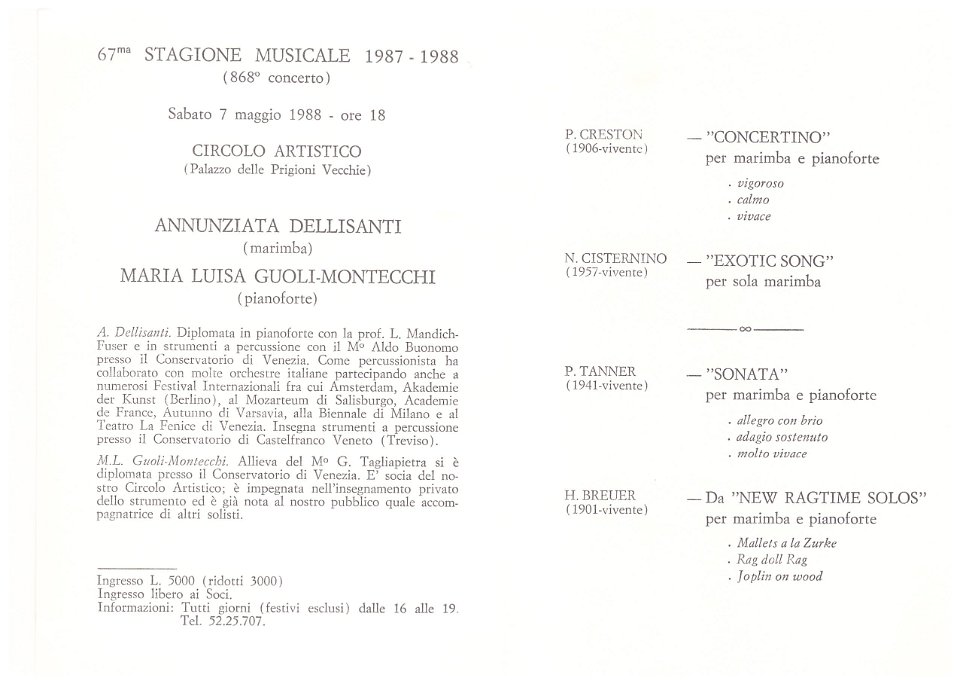 67ma STAGIONE MUSICALE 1987 - 1988
(868º concerto)
Sabato 7 maggio 1988 - ore 18
CIRCOLO ARTISTICO
(Palazzo delle Prigioni Vecchie)
ANNUNZIATA DELLISANTI
(marimba)
MARIA LUISA GUOLI-MONTECCHI
(pianoforte)
A. Dellisanti. Diplomata in pianoforte con la prof. L. Mandich-
Fuser e in strumenti a percussione con il Mº Aldo Buonomo
presso il Conservatorio di Venezia. Come percussionista ha
collaborato con molte orchestre italiane partecipando anche a
numerosi Festival Internazionali fra cui Amsterdam, Akademie
der Kunst (Berlino), al Mozarteum di Salisburgo, Academie
de France, Autunno di Varsavia, alla Biennale di Milano e al
Teatro La Fenice di Venezia. Insegna strumenti a percussione
presso il Conservatorio di Castelfranco Veneto (Treviso).
M.L. Guoli-Montecchi. Allieva del Mº G. Tagliapietra si è
diplomata presso il Conservatorio di Venezia. E' socia del no-
stro Circolo Artistico; è impegnata nell'insegnamento privato
dello strumento ed è già nota al nostro pubblico quale accom-
pagnatrice di altri solisti.
Ingresso L. 5000 (ridotti 3000)
Ingresso libero ai Soci.
Informazioni: Tutti giorni (festivi esclusi) dalle 16 alle 19.
Tel. 52.25.707.
P. CRESTON — "CONCERTINO"
(1906-vivente) per marimba e pianoforte
. vigoroso
. calmo
. vivace
N. CISTERNINO — "EXOTIC SONG"
(1957-vivente) per sola marimba
P. TANNER — "SONATA"
(1941-vivente) per marimba e pianoforte
. allegro con brio
. adagio sostenuto
. molto vivace
H. BREUER — Da "NEW RAGTIME SOLOS"
(1901-vivente) per marimba e pianoforte
. Mallets a la Zurke
. Rag doll Rag
. Joplin on wood